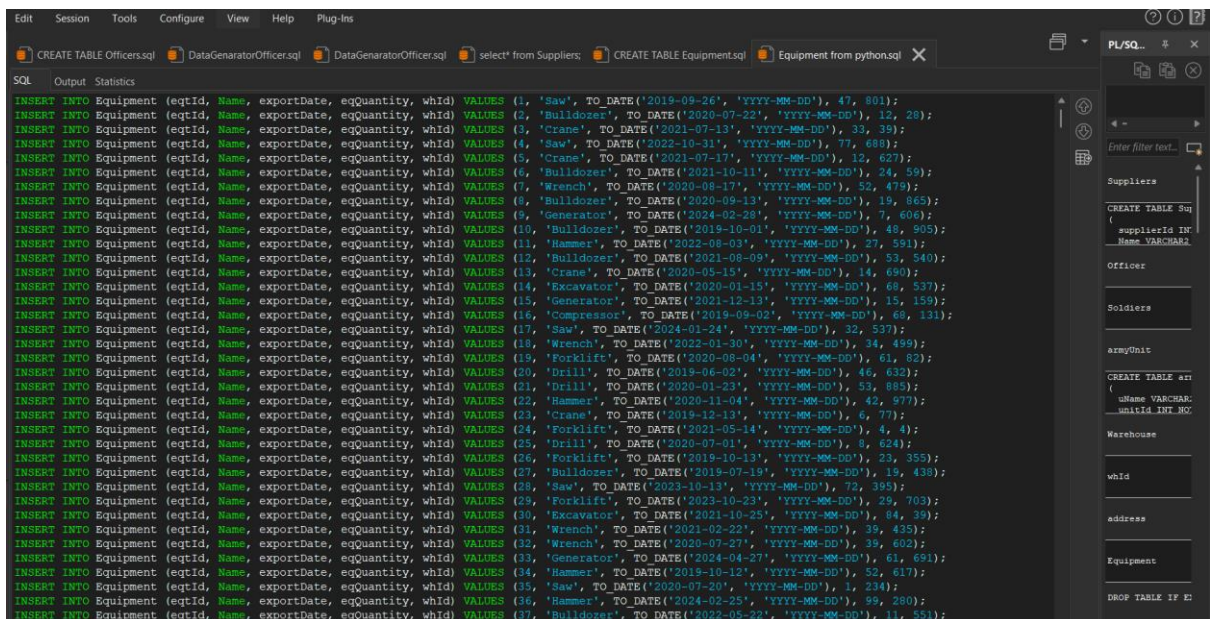 Edit Session Tools Configure View Help Plug-Ins
CREATE TABLE Officers.sql DataGenaratorOfficer.sql DataGenaratorOfficer.sql select* from Suppliers; CREATE TABLE Equipment.sql Equipment from python.sql
SQL Output Statistics
INSERT INTO Equipment (eqtId, Name, exportDate, eqQuantity, whId) VALUES (1, 'Saw', TO_DATE('2019-09-26', 'YYYY-MM-DD'), 47, 801);
INSERT INTO Equipment (eqtId, Name, exportDate, eqQuantity, whId) VALUES (2, 'Bulldozer', TO_DATE('2020-07-22', 'YYYY-MM-DD'), 12, 28);
INSERT INTO Equipment (eqtId, Name, exportDate, eqQuantity, whId) VALUES (3, 'Crane', TO_DATE('2021-07-13', 'YYYY-MM-DD'), 33, 39);
INSERT INTO Equipment (eqtId, Name, exportDate, eqQuantity, whId) VALUES (4, 'Saw', TO_DATE('2022-10-31', 'YYYY-MM-DD'), 77, 688);
INSERT INTO Equipment (eqtId, Name, exportDate, eqQuantity, whId) VALUES (5, 'Crane', TO_DATE('2021-07-17', 'YYYY-MM-DD'), 12, 627);
INSERT INTO Equipment (eqtId, Name, exportDate, eqQuantity, whId) VALUES (6, 'Bulldozer', TO_DATE('2021-10-11', 'YYYY-MM-DD'), 24, 59);
INSERT INTO Equipment (eqtId, Name, exportDate, eqQuantity, whId) VALUES (7, 'Wrench', TO_DATE('2020-08-17', 'YYYY-MM-DD'), 52, 479);
INSERT INTO Equipment (eqtId, Name, exportDate, eqQuantity, whId) VALUES (8, 'Bulldozer', TO_DATE('2020-09-13', 'YYYY-MM-DD'), 19, 865);
INSERT INTO Equipment (eqtId, Name, exportDate, eqQuantity, whId) VALUES (9, 'Generator', TO_DATE('2024-02-28', 'YYYY-MM-DD'), 7, 606);
INSERT INTO Equipment (eqtId, Name, exportDate, eqQuantity, whId) VALUES (10, 'Bulldozer', TO_DATE('2019-10-01', 'YYYY-MM-DD'), 48, 905);
INSERT INTO Equipment (eqtId, Name, exportDate, eqQuantity, whId) VALUES (11, 'Hammer', TO_DATE('2022-08-03', 'YYYY-MM-DD'), 27, 591);
INSERT INTO Equipment (eqtId, Name, exportDate, eqQuantity, whId) VALUES (12, 'Bulldozer', TO_DATE('2021-08-09', 'YYYY-MM-DD'), 53, 540);
INSERT INTO Equipment (eqtId, Name, exportDate, eqQuantity, whId) VALUES (13, 'Crane', TO_DATE('2020-05-15', 'YYYY-MM-DD'), 14, 690);
INSERT INTO Equipment (eqtId, Name, exportDate, eqQuantity, whId) VALUES (14, 'Excavator', TO_DATE('2020-01-15', 'YYYY-MM-DD'), 68, 537);
INSERT INTO Equipment (eqtId, Name, exportDate, eqQuantity, whId) VALUES (15, 'Generator', TO_DATE('2021-12-13', 'YYYY-MM-DD'), 15, 159);
INSERT INTO Equipment (eqtId, Name, exportDate, eqQuantity, whId) VALUES (16, 'Compressor', TO_DATE('2019-09-02', 'YYYY-MM-DD'), 68, 131);
INSERT INTO Equipment (eqtId, Name, exportDate, eqQuantity, whId) VALUES (17, 'Saw', TO_DATE('2024-01-24', 'YYYY-MM-DD'), 32, 537);
INSERT INTO Equipment (eqtId, Name, exportDate, eqQuantity, whId) VALUES (18, 'Wrench', TO_DATE('2022-01-30', 'YYYY-MM-DD'), 34, 499);
INSERT INTO Equipment (eqtId, Name, exportDate, eqQuantity, whId) VALUES (19, 'Forklift', TO_DATE('2020-08-04', 'YYYY-MM-DD'), 61, 82);
INSERT INTO Equipment (eqtId, Name, exportDate, eqQuantity, whId) VALUES (20, 'Drill', TO_DATE('2019-06-02', 'YYYY-MM-DD'), 46, 632);
INSERT INTO Equipment (eqtId, Name, exportDate, eqQuantity, whId) VALUES (21, 'Drill', TO_DATE('2020-01-23', 'YYYY-MM-DD'), 53, 885);
INSERT INTO Equipment (eqtId, Name, exportDate, eqQuantity, whId) VALUES (22, 'Hammer', TO_DATE('2020-11-04', 'YYYY-MM-DD'), 42, 977);
INSERT INTO Equipment (eqtId, Name, exportDate, eqQuantity, whId) VALUES (23, 'Crane', TO_DATE('2019-12-13', 'YYYY-MM-DD'), 6, 77);
INSERT INTO Equipment (eqtId, Name, exportDate, eqQuantity, whId) VALUES (24, 'Forklift', TO_DATE('2021-05-14', 'YYYY-MM-DD'), 4, 4);
INSERT INTO Equipment (eqtId, Name, exportDate, eqQuantity, whId) VALUES (25, 'Drill', TO_DATE('2020-07-01', 'YYYY-MM-DD'), 8, 624);
INSERT INTO Equipment (eqtId, Name, exportDate, eqQuantity, whId) VALUES (26, 'Forklift', TO_DATE('2019-10-13', 'YYYY-MM-DD'), 23, 355);
INSERT INTO Equipment (eqtId, Name, exportDate, eqQuantity, whId) VALUES (27, 'Bulldozer', TO_DATE('2019-07-19', 'YYYY-MM-DD'), 19, 438);
INSERT INTO Equipment (eqtId, Name, exportDate, eqQuantity, whId) VALUES (28, 'Saw', TO_DATE('2023-10-13', 'YYYY-MM-DD'), 72, 395);
INSERT INTO Equipment (eqtId, Name, exportDate, eqQuantity, whId) VALUES (29, 'Forklift', TO_DATE('2023-10-23', 'YYYY-MM-DD'), 29, 703);
INSERT INTO Equipment (eqtId, Name, exportDate, eqQuantity, whId) VALUES (30, 'Excavator', TO_DATE('2021-10-25', 'YYYY-MM-DD'), 84, 39);
INSERT INTO Equipment (eqtId, Name, exportDate, eqQuantity, whId) VALUES (31, 'Wrench', TO_DATE('2021-02-22', 'YYYY-MM-DD'), 39, 435);
INSERT INTO Equipment (eqtId, Name, exportDate, eqQuantity, whId) VALUES (32, 'Wrench', TO_DATE('2020-07-27', 'YYYY-MM-DD'), 39, 602);
INSERT INTO Equipment (eqtId, Name, exportDate, eqQuantity, whId) VALUES (33, 'Generator', TO_DATE('2024-04-27', 'YYYY-MM-DD'), 61, 691);
INSERT INTO Equipment (eqtId, Name, exportDate, eqQuantity, whId) VALUES (34, 'Hammer', TO_DATE('2019-10-12', 'YYYY-MM-DD'), 52, 617);
INSERT INTO Equipment (eqtId, Name, exportDate, eqQuantity, whId) VALUES (35, 'Saw', TO_DATE('2020-07-20', 'YYYY-MM-DD'), 1, 234);
INSERT INTO Equipment (eqtId, Name, exportDate, eqQuantity, whId) VALUES (36, 'Hammer', TO_DATE('2024-02-25', 'YYYY-MM-DD'), 99, 280);
INSERT INTO Equipment (eqtId, Name, exportDate, eqQuantity, whId) VALUES (37, 'Bulldozer', TO_DATE('2022-05-22', 'YYYY-MM-DD'), 11, 551);
PL/SQ...
Enter filter text...
Suppliers
CREATE TABLE Sup
(
supplierId IN
Name VARCHAR2
Officer
Soldiers
armyUnit
CREATE TABLE ar
(
uName VARCHAR
unitId INT NO
Warehouse
whId
address
Equipment
DROP TABLE IF E